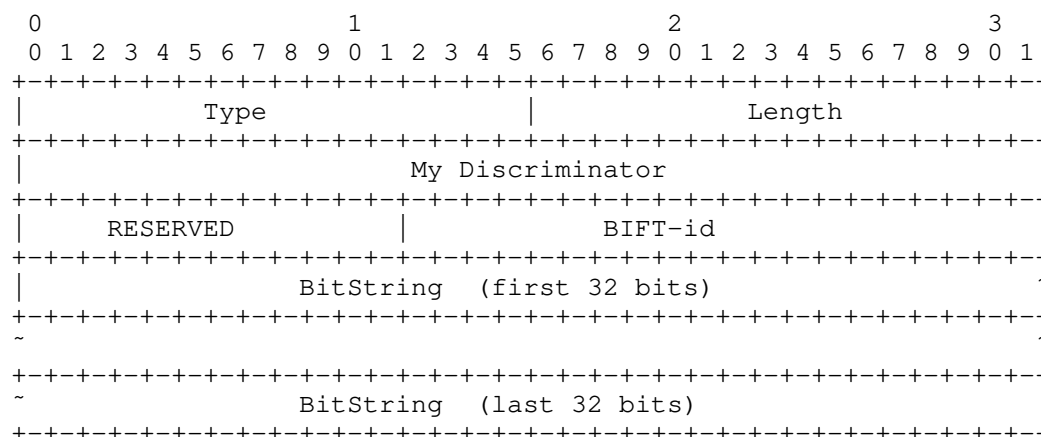 0                   1                   2                   3
 0 1 2 3 4 5 6 7 8 9 0 1 2 3 4 5 6 7 8 9 0 1 2 3 4 5 6 7 8 9 0 1
+-+-+-+-+-+-+-+-+-+-+-+-+-+-+-+-+-+-+-+-+-+-+-+-+-+-+-+-+-+-+-+-
|           Type                |             Length
+-+-+-+-+-+-+-+-+-+-+-+-+-+-+-+-+-+-+-+-+-+-+-+-+-+-+-+-+-+-+-+-
|                        My Discriminator
+-+-+-+-+-+-+-+-+-+-+-+-+-+-+-+-+-+-+-+-+-+-+-+-+-+-+-+-+-+-+-+-
|     RESERVED          |            BIFT-id
+-+-+-+-+-+-+-+-+-+-+-+-+-+-+-+-+-+-+-+-+-+-+-+-+-+-+-+-+-+-+-+-
|                 BitString  (first 32 bits)                    ~
+-+-+-+-+-+-+-+-+-+-+-+-+-+-+-+-+-+-+-+-+-+-+-+-+-+-+-+-+-+-+-+-
~                                                               ~
+-+-+-+-+-+-+-+-+-+-+-+-+-+-+-+-+-+-+-+-+-+-+-+-+-+-+-+-+-+-+-+-
~                 BitString  (last 32 bits)
+-+-+-+-+-+-+-+-+-+-+-+-+-+-+-+-+-+-+-+-+-+-+-+-+-+-+-+-+-+-+-+-